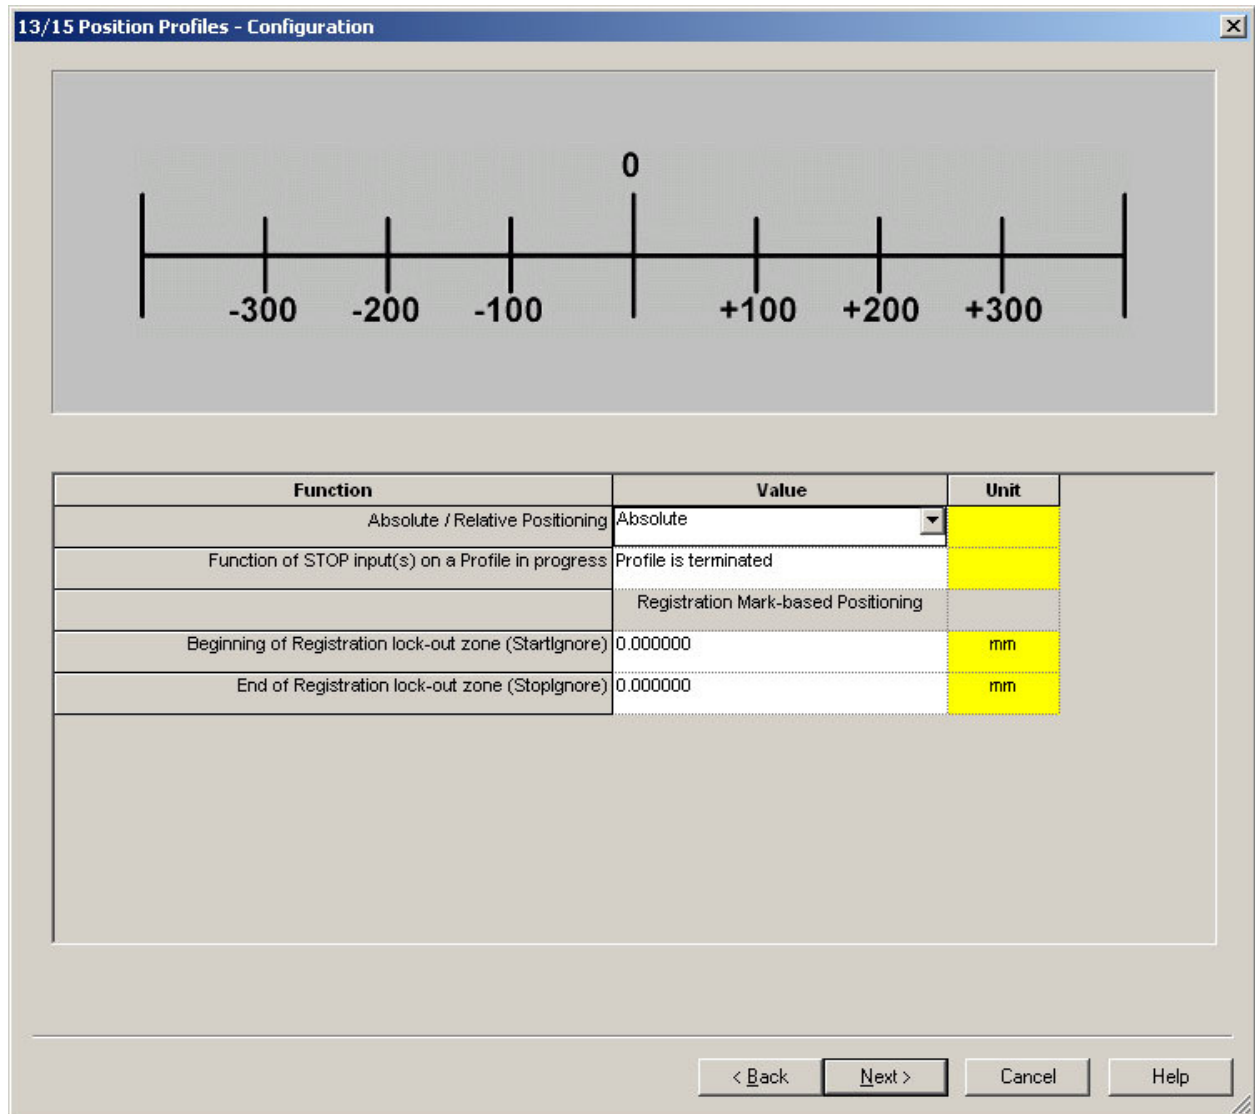 13/15 Position Profiles - Configuration
0
-300 -200 -100 +100 +200 +300
Function Value Unit
Absolute / Relative Positioning Absolute
Function of STOP input(s) on a Profile in progress Profile is terminated
Registration Mark-based Positioning
Beginning of Registration lock-out zone (StartIgnore) 0.000000 mm
End of Registration lock-out zone (StopIgnore) 0.000000 mm
< Back Next > Cancel Help